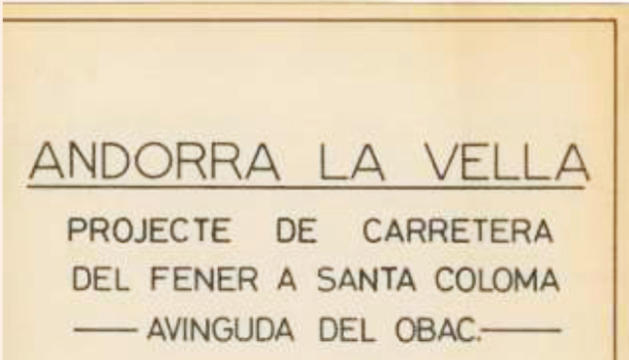 ANDORRA LA VELLA
PROJECTE DE CARRETERA
DEL FENER A SANTA COLOMA
— AVINGUDA DEL OBAC.—